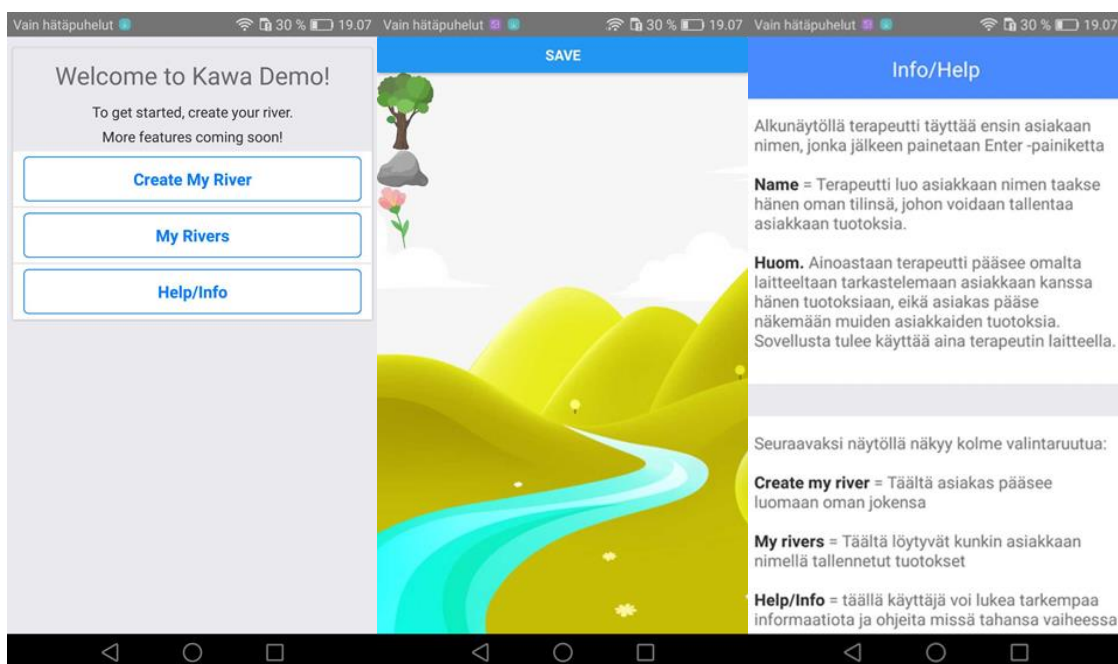 Vain hätäpuhelut
30 %
19.07
Welcome to Kawa Demo!
To get started, create your river.
More features coming soon!
Create My River
My Rivers
Help/Info
Vain hätäpuhelut
30 %
19.07
SAVE
Vain hätäpuhelut
30 %
19.07
Info/Help
Alkunäytöllä terapeutti täyttää ensin asiakaan
nimen, jonka jälkeen painetaan Enter -painiketta
Name = Terapeutti luo asiakkaan nimen taakse
hänen oman tilinsä, johon voidaan tallentaa
asiakkaan tuotoksia.
Huom. Ainoastaan terapeutti pääsee omalta
laitteeltaan tarkastelemaan asiakkaan kanssa
hänen tuotoksiaan, eikä asiakas pääse
näkemään muiden asiakkaiden tuotoksia.
Sovellusta tulee käyttää aina terapeutin laitteella.
Seuraavaksi näytöllä näkyy kolme valintaruutua:
Create my river = Täältä asiakas pääsee
luomaan oman jokensa
My rivers = Täältä löytyvät kunkin asiakkaan
nimellä tallennetut tuotokset
Help/Info = täällä käyttäjä voi lukea tarkempaa
informaatiota ja ohjeita missä tahansa vaiheessa